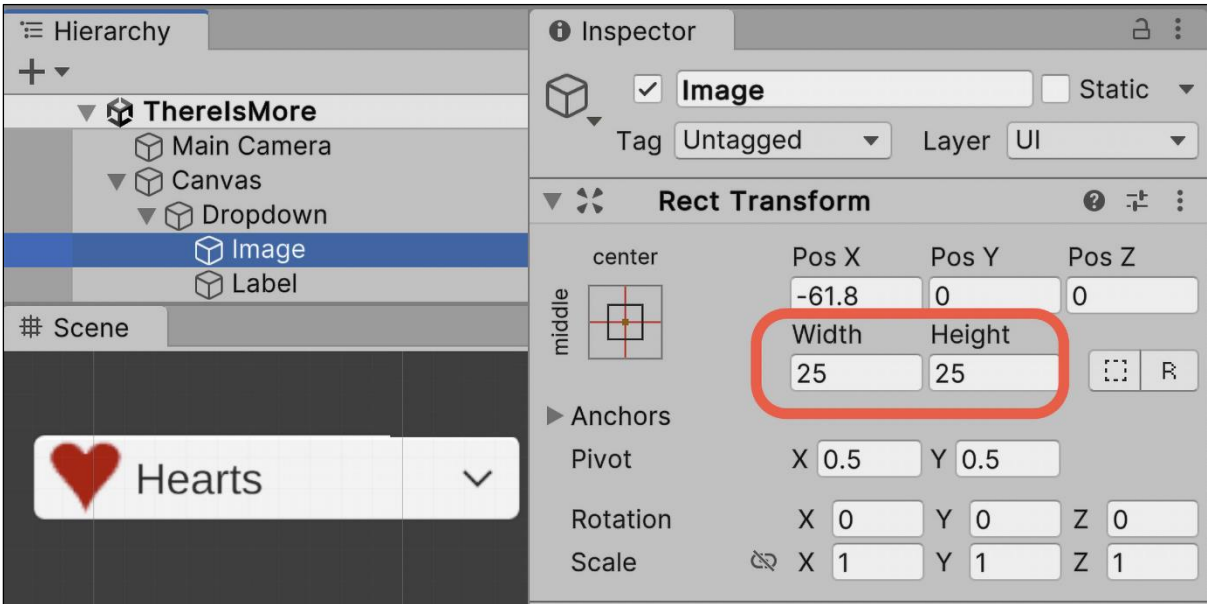 Hierarchy
ThereIsMore
Main Camera
Canvas
Dropdown
Image
Label
Scene
Hearts
Inspector
Image
Static
Tag Untagged Layer UI
Rect Transform
center
middle
Pos X Pos Y Pos Z
-61.8 0 0
Width Height
25 25
R
Anchors
Pivot X 0.5 Y 0.5
Rotation X 0 Y 0 Z 0
Scale X 1 Y 1 Z 1